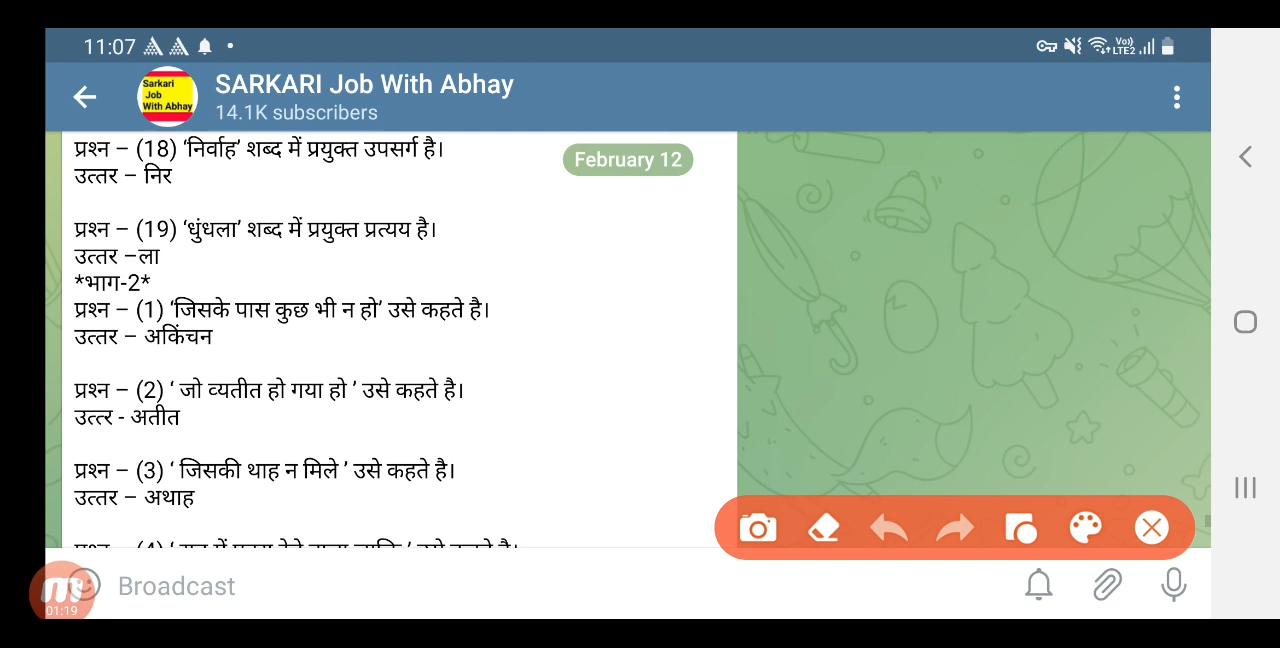 11:07
Vo)) LTE2
SARKARI Job With Abhay
14.1K subscribers
Sarkari
Job
With Abhay
February 12
प्रश्न – (18) ‘निर्वाह’ शब्द में प्रयुक्त उपसर्ग है।
उत्तर – निर
प्रश्न – (19) ‘धुंधला’ शब्द में प्रयुक्त प्रत्यय है।
उत्तर –ला
*भाग-2*
प्रश्न – (1) ‘जिसके पास कुछ भी न हो’ उसे कहते है।
उत्तर – अकिंचन
प्रश्न – (2) ‘ जो व्यतीत हो गया हो ’ उसे कहते है।
उत्त्र - अतीत
प्रश्न – (3) ‘ जिसकी थाह न मिले ’ उसे कहते है।
उत्तर – अथाह
Broadcast
01:19